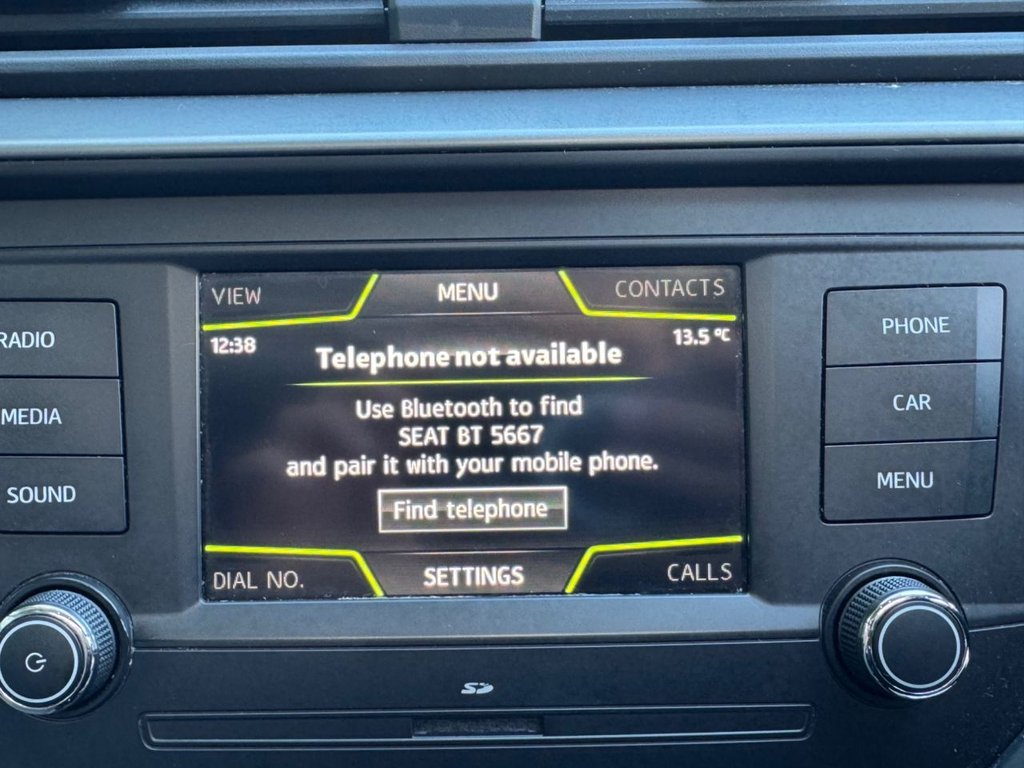 VIEW
MENU
CONTACTS
12:38
13.5 °C
Telephone not available
Use Bluetooth to find
SEAT BT 5667
and pair it with your mobile phone.
Find telephone
DIAL NO.
SETTINGS
CALLS
RADIO
MEDIA
SOUND
PHONE
CAR
MENU
SD